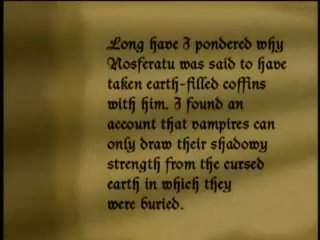 Long have I pondered why
Nosferatu was said to have
taken earth-filled coffins
with him. I found an
account that vampires can
only draw their shadowy
strength from the cursed
earth in which they
were buried.